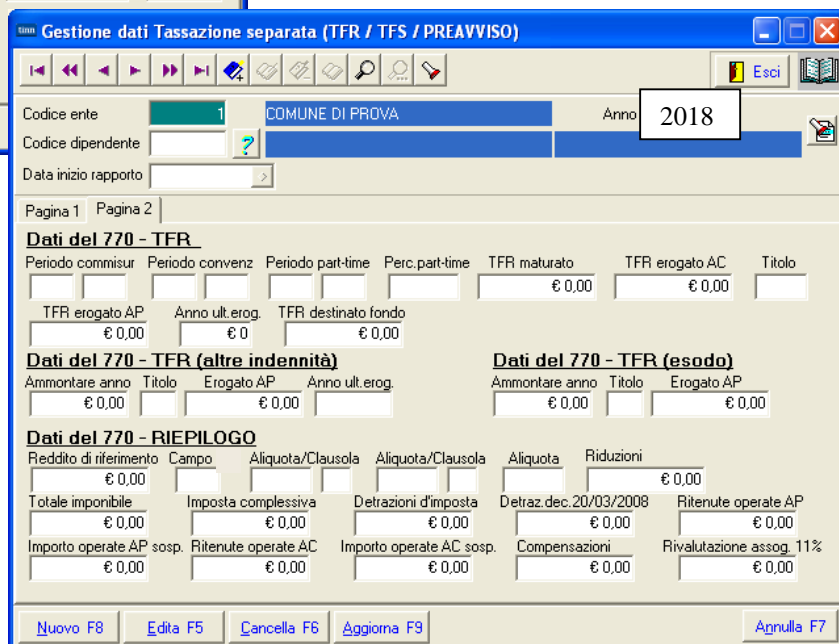 tinn Gestione dati Tassazione separata (TFR / TFS / PREAVVISO)
Esci
Codice ente 1 COMUNE DI PROVA Anno 2018
Codice dipendente ?
Data inizio rapporto >
Pagina 1 Pagina 2
Dati del 770 - TFR
Periodo commisur Periodo convenz Periodo part-time Perc.part-time TFR maturato TFR erogato AC Titolo
€ 0,00 € 0,00
TFR erogato AP Anno ult.erog. TFR destinato fondo
€ 0,00 € 0 € 0,00
Dati del 770 - TFR (altre indennità) Dati del 770 - TFR (esodo)
Ammontare anno Titolo Erogato AP Anno ult.erog. Ammontare anno Titolo Erogato AP
€ 0,00 € 0,00 € 0,00 € 0,00
Dati del 770 - RIEPILOGO
Reddito di riferimento Campo Aliquota/Clausola Aliquota/Clausola Aliquota Riduzioni
€ 0,00 € 0,00
Totale imponibile Imposta complessiva Detrazioni d'imposta Detraz.dec.20/03/2008 Ritenute operate AP
€ 0,00 € 0,00 € 0,00 € 0,00 € 0,00
Importo operate AP sosp. Ritenute operate AC Importo operate AC sosp. Compensazioni Rivalutazione assog. 11%
€ 0,00 € 0,00 € 0,00 € 0,00 € 0,00
Nuovo F8 Edita F5 Cancella F6 Aggiorna F9 Annulla F7